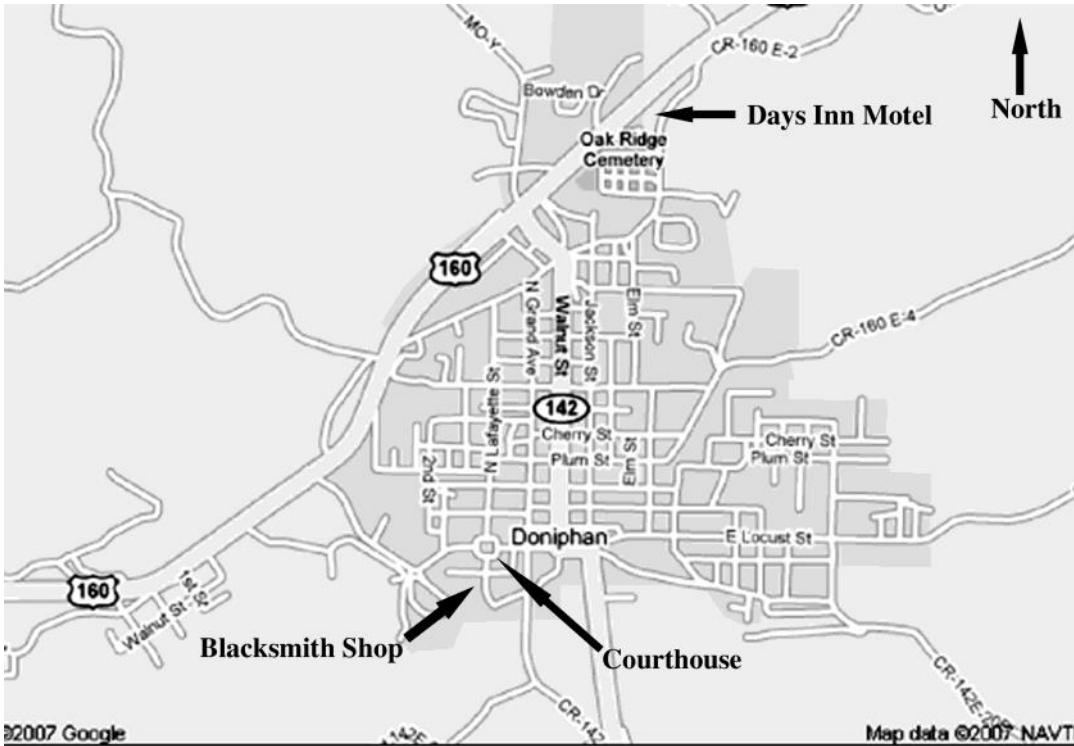 MO-Y
CR-160 E-2
Bowden Dr
Days Inn Motel
North
Oak Ridge
Cemetery
160
N Grand Ave
Walnut St
Jackson St
Elm St
CR-160 E-4
N Lafayette St
142
Cherry St
Plum St
Elm St
2nd St
Cherry St
Plum St
Doniphan
E Locust St
160
1st St
Walnut St
Blacksmith Shop
Courthouse
©2007 Google
142E
CR-142
Map data ©2007 NAVT